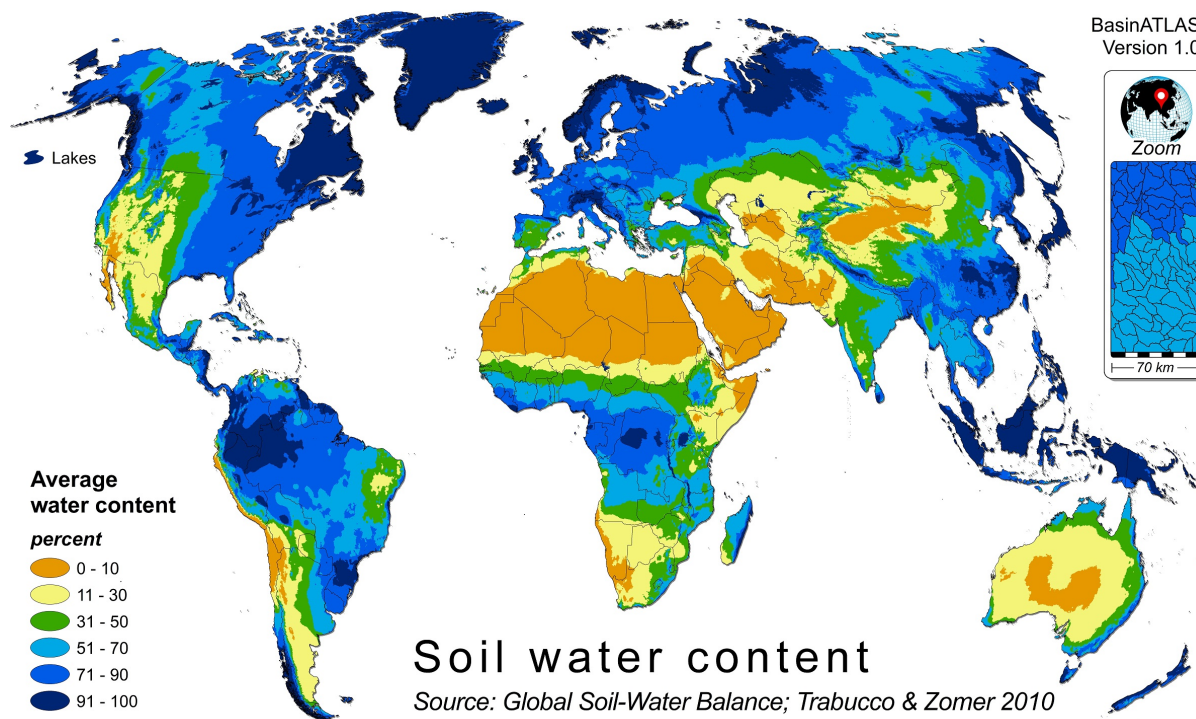 BasinATLAS
Version 1.0
Zoom
70 km
Lakes
Average
water content
percent
0 - 10
11 - 30
31 - 50
51 - 70
71 - 90
91 - 100
Soil water content
Source: Global Soil-Water Balance; Trabucco & Zomer 2010